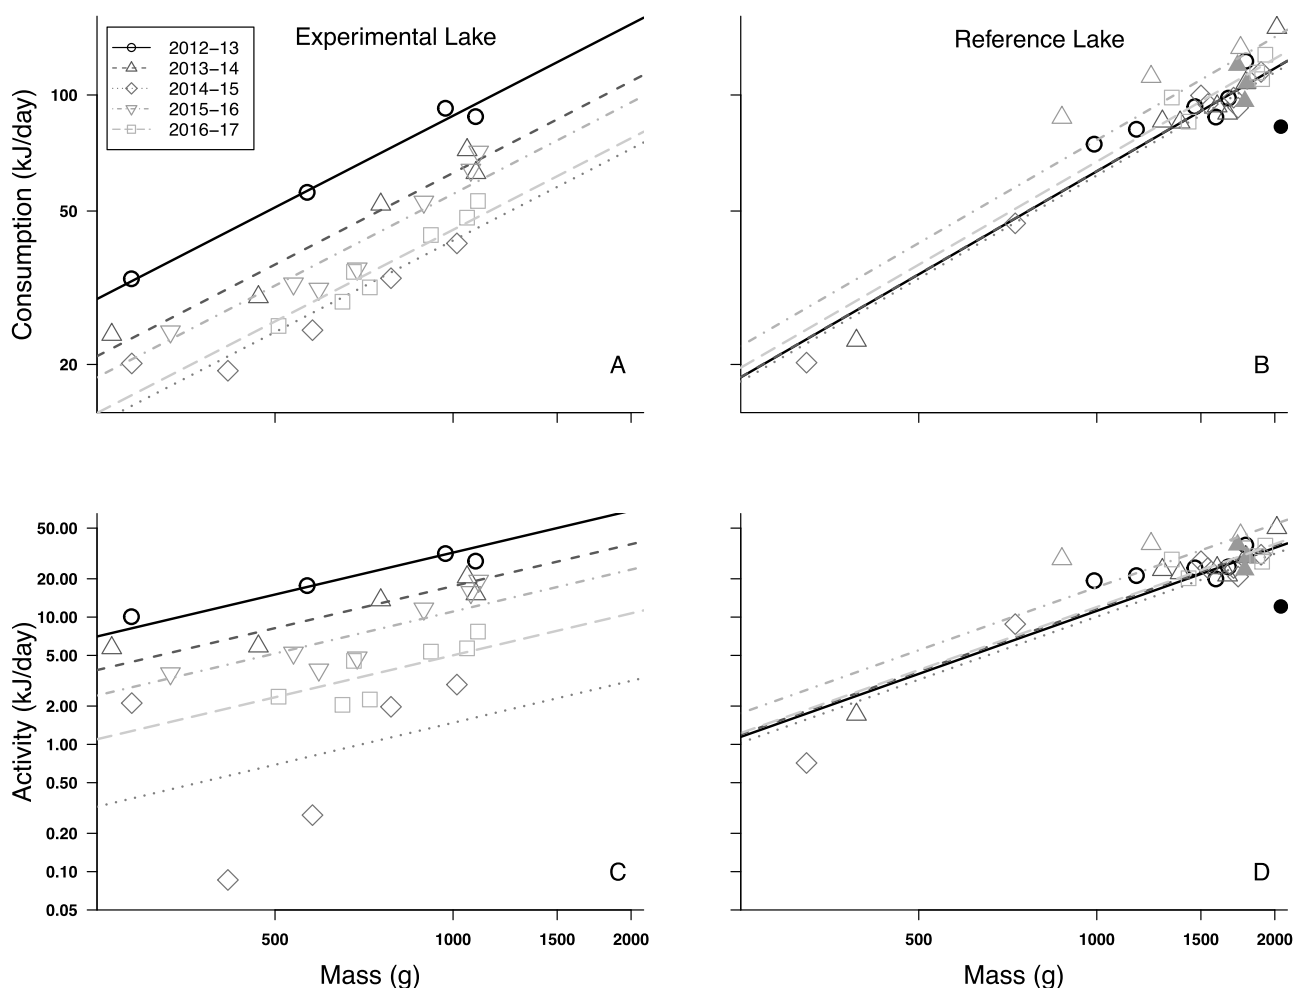 Experimental Lake
Reference Lake
2012–13
2013–14
2014–15
2015–16
2016–17
Consumption (kJ/day)
100
50
20
A
B
Activity (kJ/day)
50.00
20.00
10.00
5.00
2.00
1.00
0.50
0.20
0.10
0.05
C
D
500 1000 1500 2000
500 1000 1500 2000
Mass (g)
Mass (g)